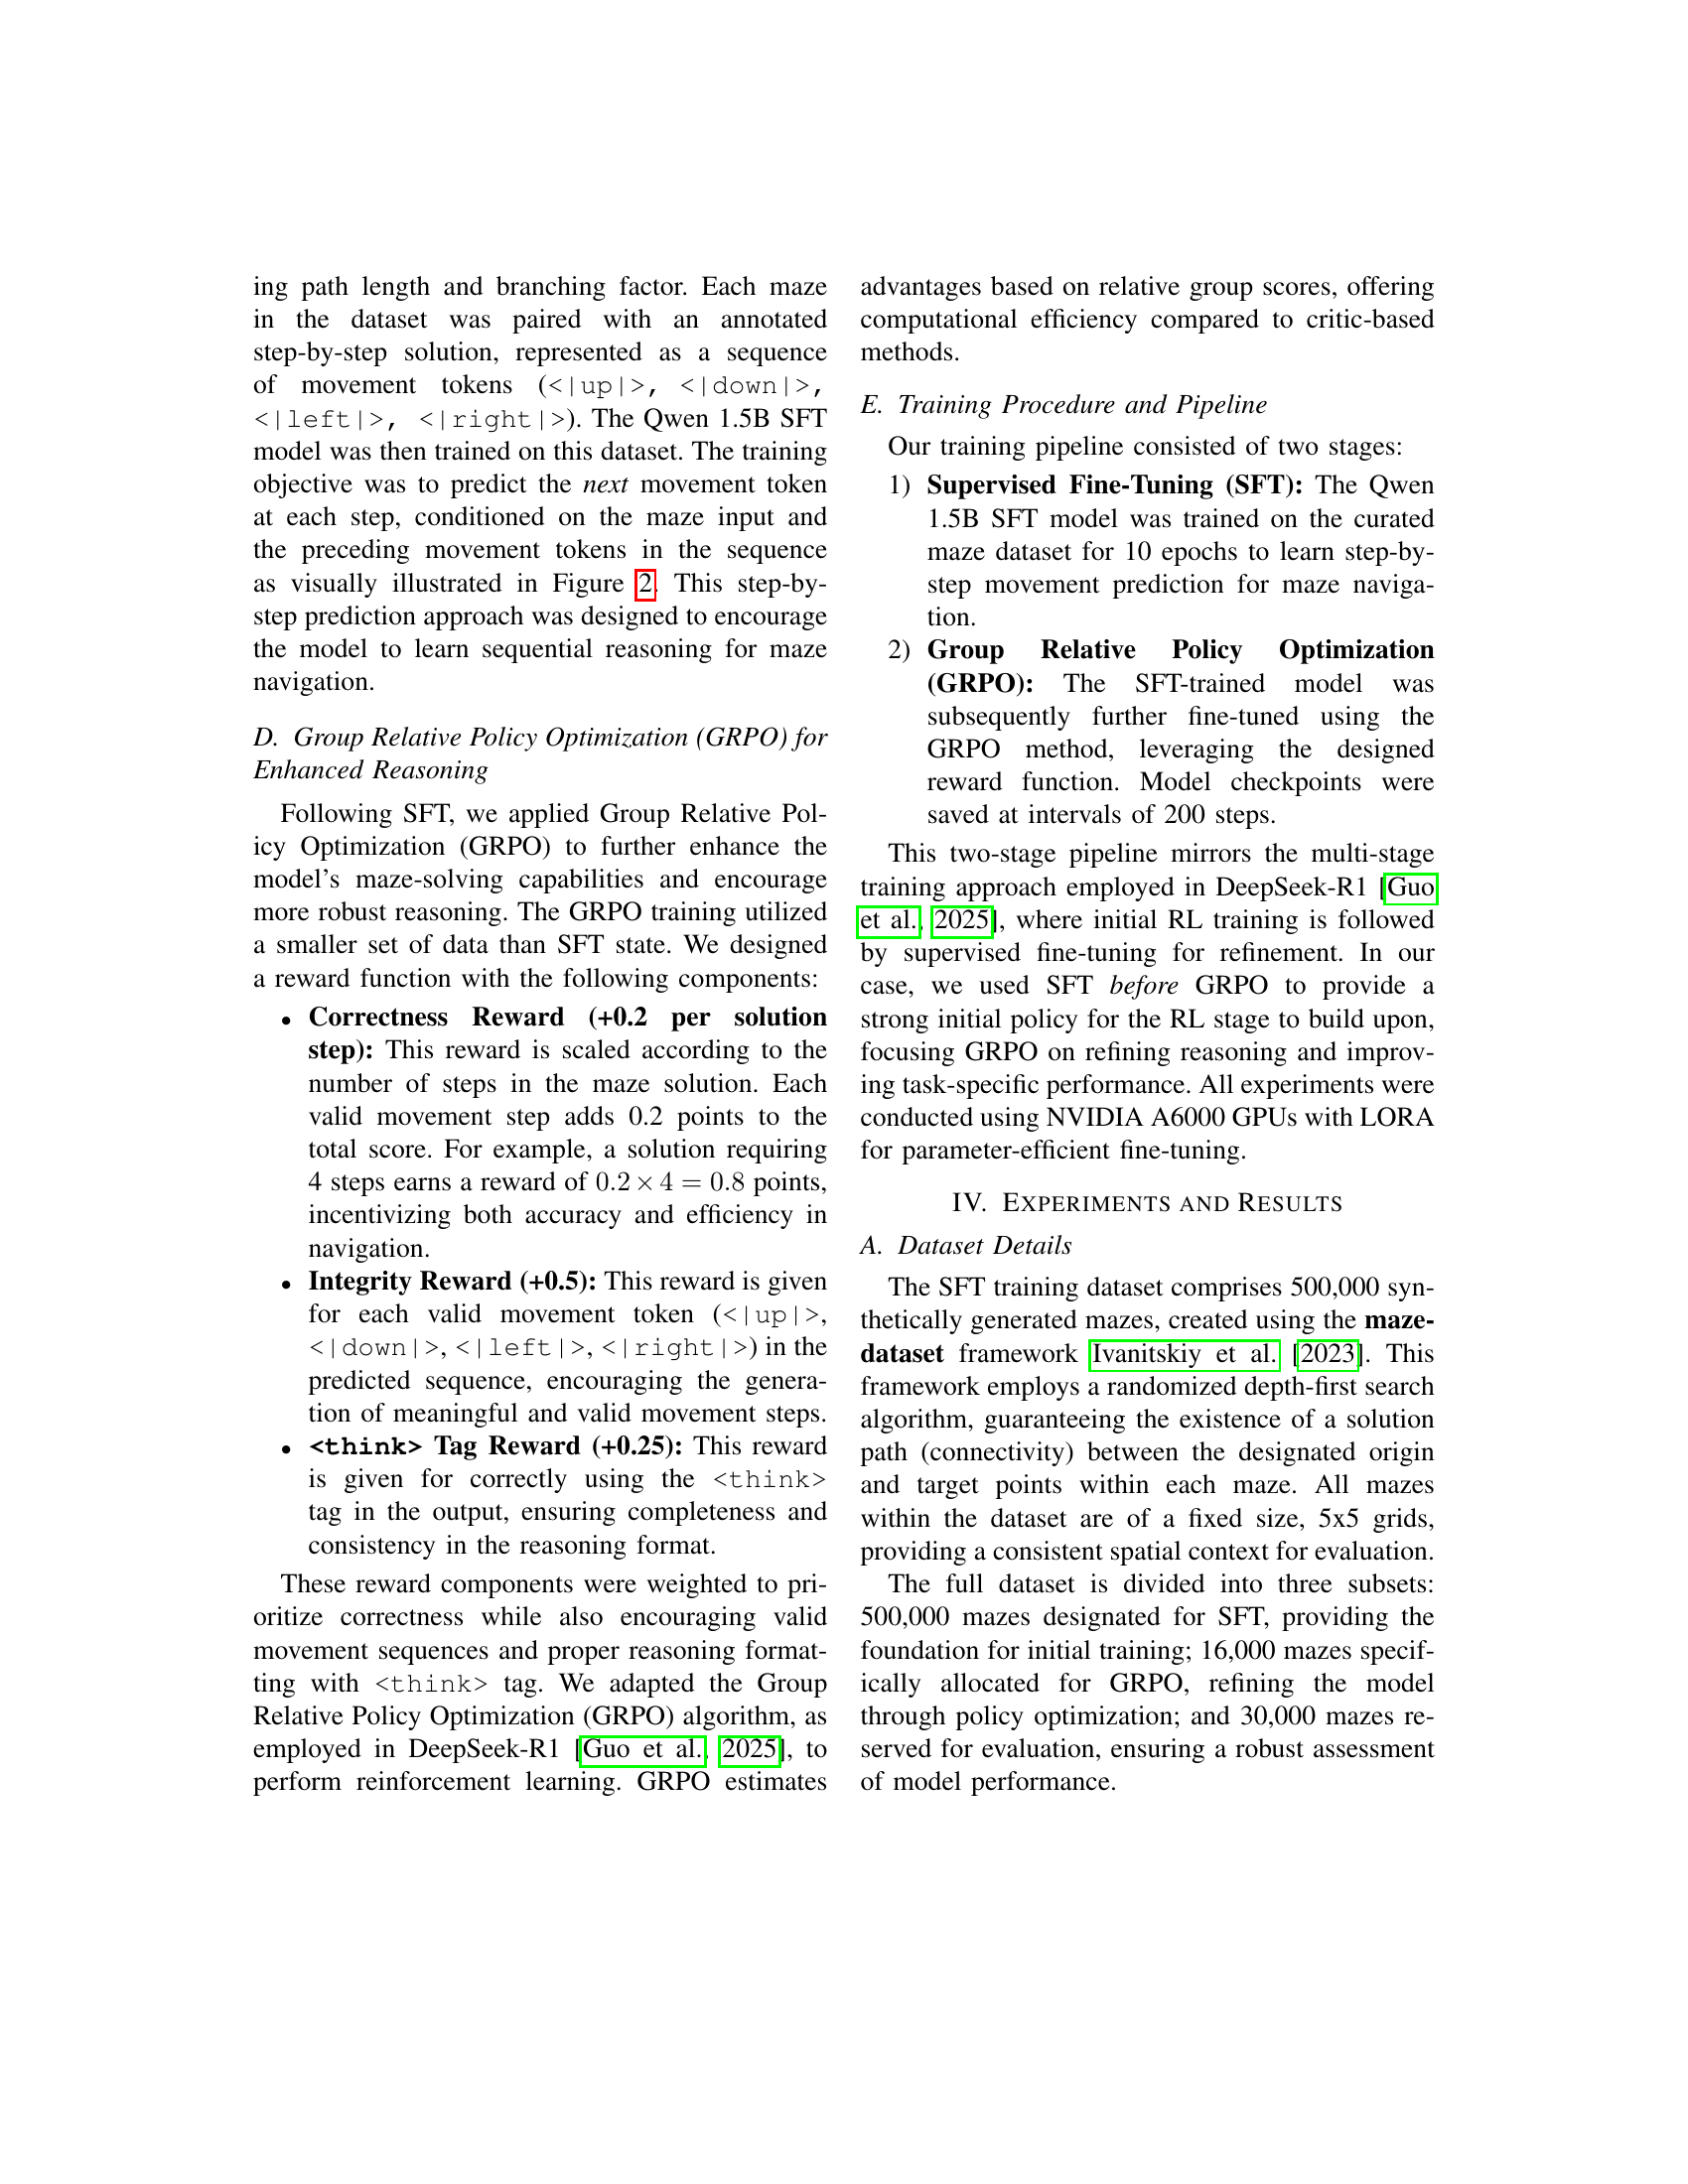 ing path length and branching factor. Each maze
in the dataset was paired with an annotated
step-by-step solution, represented as a sequence
of movement tokens (<|up|>, <|down|>,
<|left|>, <|right|>). The Qwen 1.5B SFT
model was then trained on this dataset. The training
objective was to predict the next movement token
at each step, conditioned on the maze input and
the preceding movement tokens in the sequence
as visually illustrated in Figure 2. This step-by-
step prediction approach was designed to encourage
the model to learn sequential reasoning for maze
navigation.
D. Group Relative Policy Optimization (GRPO) for
Enhanced Reasoning
Following SFT, we applied Group Relative Pol-
icy Optimization (GRPO) to further enhance the
model's maze-solving capabilities and encourage
more robust reasoning. The GRPO training utilized
a smaller set of data than SFT state. We designed
a reward function with the following components:
• Correctness Reward (+0.2 per solution
step): This reward is scaled according to the
number of steps in the maze solution. Each
valid movement step adds 0.2 points to the
total score. For example, a solution requiring
4 steps earns a reward of 0.2 × 4 = 0.8 points,
incentivizing both accuracy and efficiency in
navigation.
• Integrity Reward (+0.5): This reward is given
for each valid movement token (<|up|>,
<|down|>, <|left|>, <|right|>) in the
predicted sequence, encouraging the genera-
tion of meaningful and valid movement steps.
• <think> Tag Reward (+0.25): This reward
is given for correctly using the <think>
tag in the output, ensuring completeness and
consistency in the reasoning format.
These reward components were weighted to pri-
oritize correctness while also encouraging valid
movement sequences and proper reasoning format-
ting with <think> tag. We adapted the Group
Relative Policy Optimization (GRPO) algorithm, as
employed in DeepSeek-R1 [Guo et al., 2025], to
perform reinforcement learning. GRPO estimates
advantages based on relative group scores, offering
computational efficiency compared to critic-based
methods.
E. Training Procedure and Pipeline
Our training pipeline consisted of two stages:
1) Supervised Fine-Tuning (SFT): The Qwen
1.5B SFT model was trained on the curated
maze dataset for 10 epochs to learn step-by-
step movement prediction for maze naviga-
tion.
2) Group Relative Policy Optimization
(GRPO): The SFT-trained model was
subsequently further fine-tuned using the
GRPO method, leveraging the designed
reward function. Model checkpoints were
saved at intervals of 200 steps.
This two-stage pipeline mirrors the multi-stage
training approach employed in DeepSeek-R1 [Guo
et al., 2025], where initial RL training is followed
by supervised fine-tuning for refinement. In our
case, we used SFT before GRPO to provide a
strong initial policy for the RL stage to build upon,
focusing GRPO on refining reasoning and improv-
ing task-specific performance. All experiments were
conducted using NVIDIA A6000 GPUs with LORA
for parameter-efficient fine-tuning.
IV. EXPERIMENTS AND RESULTS
A. Dataset Details
The SFT training dataset comprises 500,000 syn-
thetically generated mazes, created using the maze-
dataset framework Ivanitskiy et al. [2023]. This
framework employs a randomized depth-first search
algorithm, guaranteeing the existence of a solution
path (connectivity) between the designated origin
and target points within each maze. All mazes
within the dataset are of a fixed size, 5x5 grids,
providing a consistent spatial context for evaluation.
The full dataset is divided into three subsets:
500,000 mazes designated for SFT, providing the
foundation for initial training; 16,000 mazes specif-
ically allocated for GRPO, refining the model
through policy optimization; and 30,000 mazes re-
served for evaluation, ensuring a robust assessment
of model performance.